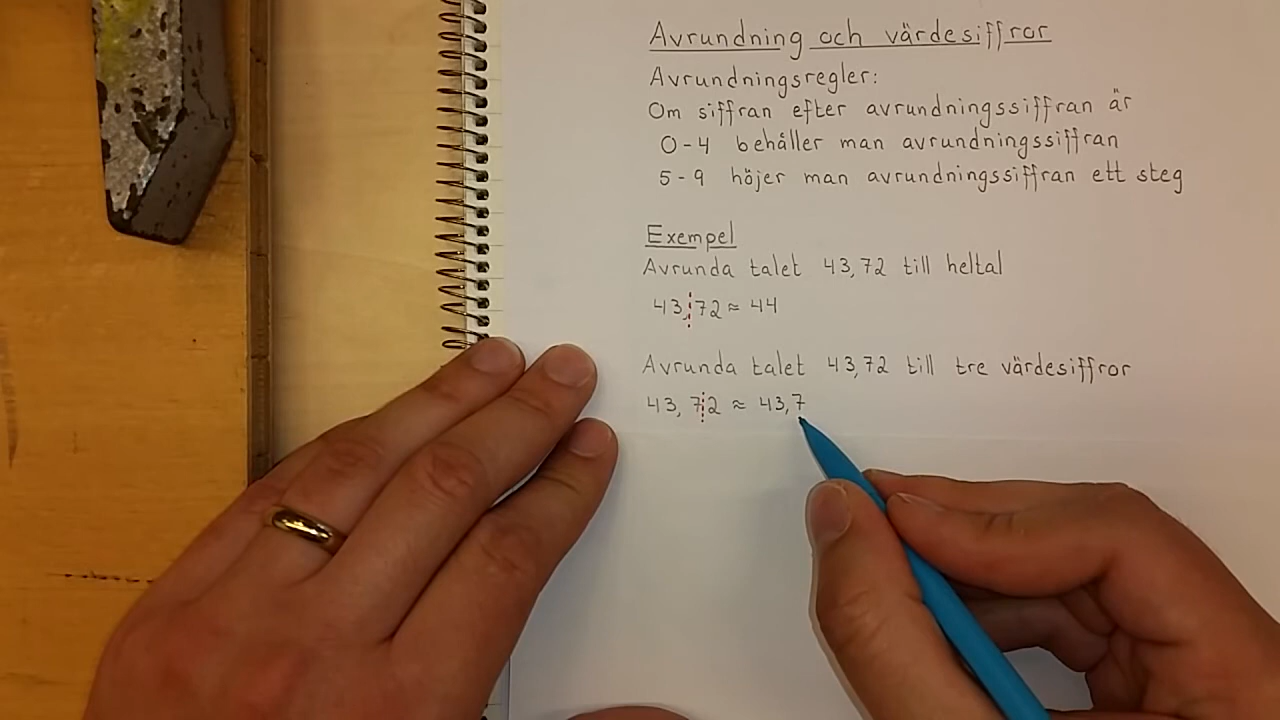 Avrundning och värdesiffror
Avrundningsregler:
Om siffran efter avrundningssiffran är
0-4 behåller man avrundningssiffran
5-9 höjer man avrundningssiffran ett steg
Exempel
Avrunda talet 43,72 till heltal
43,72 ≈ 44
Avrunda talet 43,72 till tre värdesiffror
43,72 ≈ 43,7